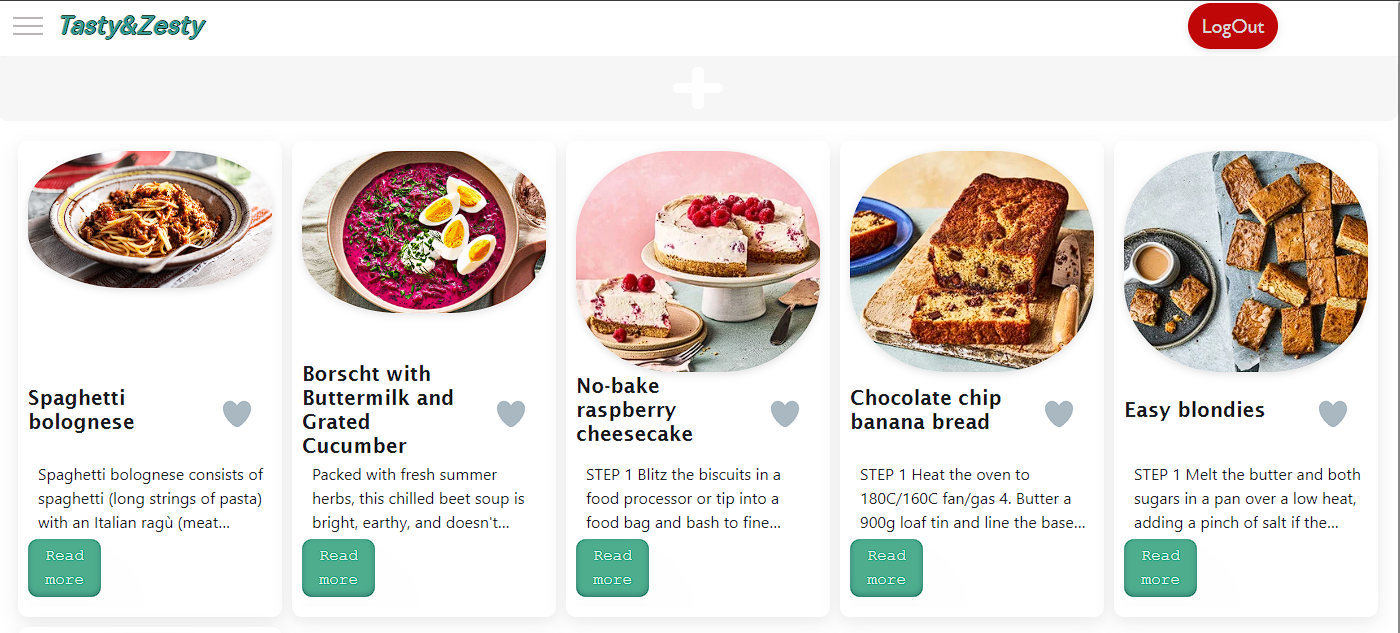 Tasty&Zesty
LogOut
Spaghetti
bolognese
Spaghetti bolognese consists of
spaghetti (long strings of pasta)
with an Italian ragù (meat...
Read
more
Borscht with
Buttermilk and
Grated
Cucumber
Packed with fresh summer
herbs, this chilled beet soup is
bright, earthy, and doesn't...
Read
more
No-bake
raspberry
cheesecake
STEP 1 Blitz the biscuits in a
food processor or tip into a
food bag and bash to fine...
Read
more
Chocolate chip
banana bread
STEP 1 Heat the oven to
180C/160C fan/gas 4. Butter a
900g loaf tin and line the base...
Read
more
Easy blondies
STEP 1 Melt the butter and both
sugars in a pan over a low heat,
adding a pinch of salt if the...
Read
more